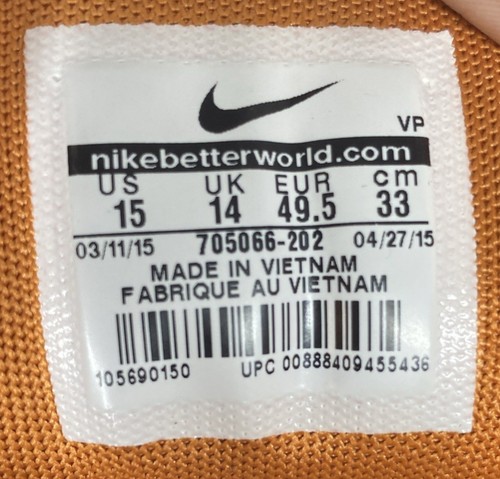 VP
nikebetterworld.com
US UK EUR cm
15 14 49.5 33
03/11/15 705066-202 04/27/15
MADE IN VIETNAM
FABRIQUE AU VIETNAM
105690150 UPC 00888409455436